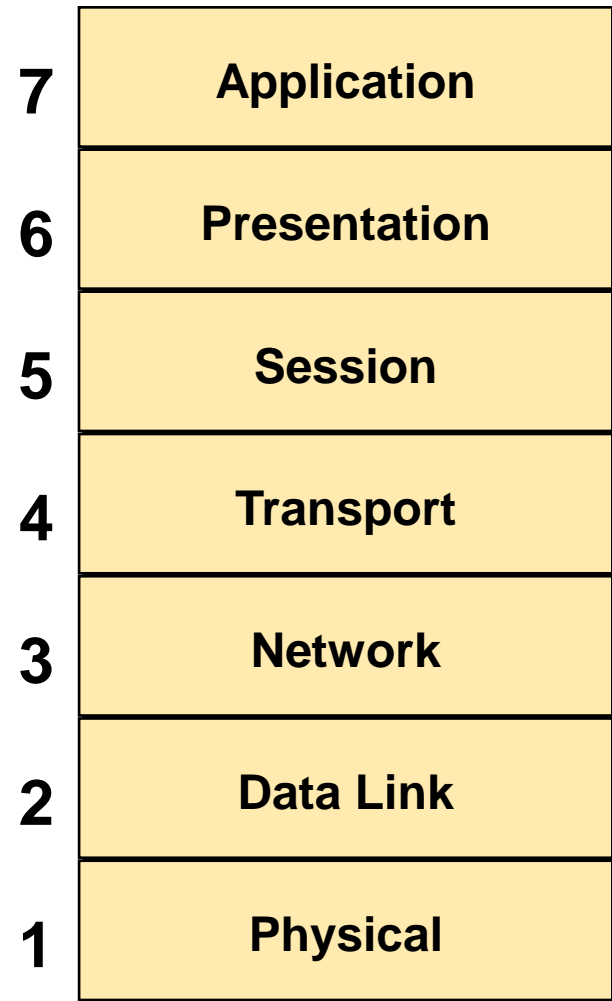 7 Application
6 Presentation
5 Session
4 Transport
3 Network
2 Data Link
1 Physical